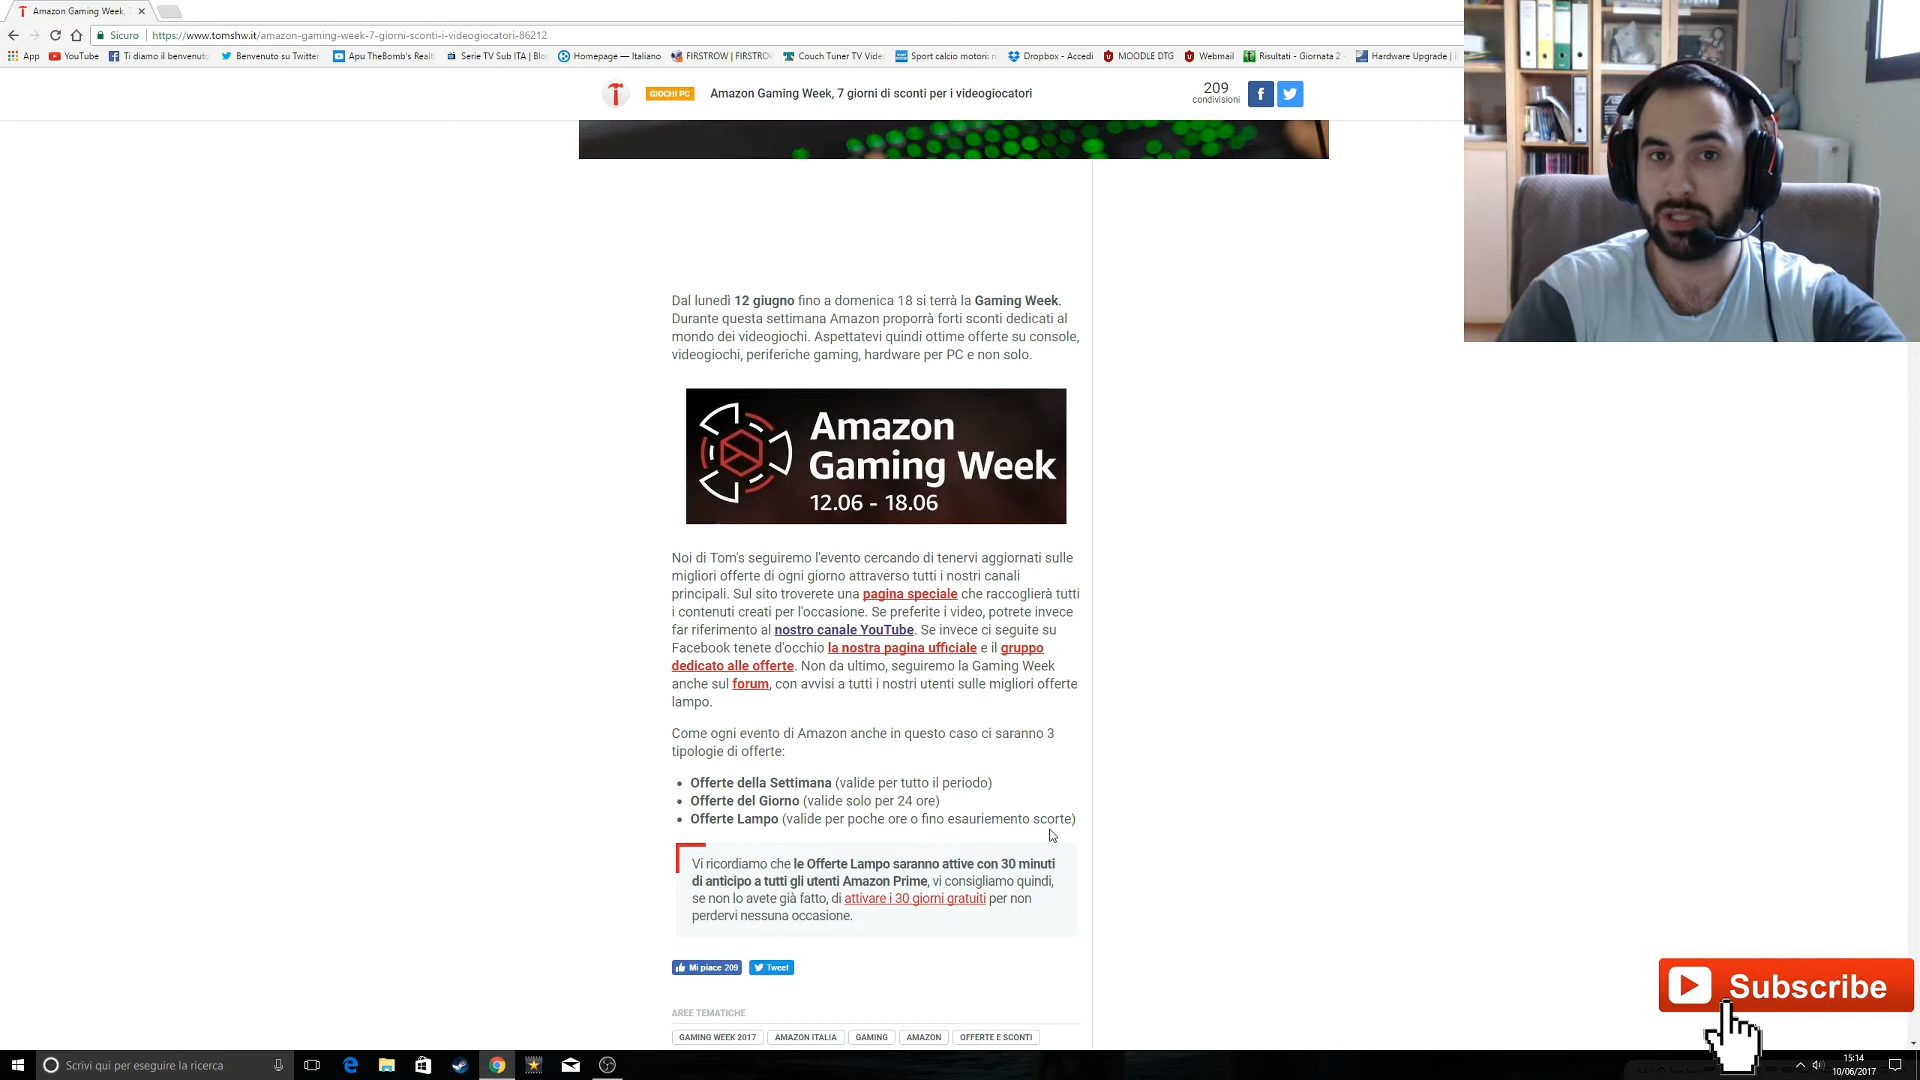 Amazon Gaming Week,
Sicuro
https://www.tomshw.it/amazon-gaming-week-7-giorni-sconti-i-videogiocatori-86212
App
YouTube
Ti diamo il benvenuto
Benvenuto su Twitter
Apu TheBomb's Realt
Serie TV Sub ITA | Blo
Homepage — Italiano
FIRSTROW | FIRSTROW
Couch Tuner TV Vide
Sport calcio motori
Dropbox - Accedi
MOODLE DTG
Webmail
Risultati - Giornata 2
Hardware Upgrade |
GIOCHI PC
Amazon Gaming Week, 7 giorni di sconti per i videogiocatori
209
condivisioni
Dal lunedì 12 giugno fino a domenica 18 si terrà la Gaming Week.
Durante questa settimana Amazon proporrà forti sconti dedicati al
mondo dei videogiochi. Aspettatevi quindi ottime offerte su console,
videogiochi, periferiche gaming, hardware per PC e non solo.
Amazon
Gaming Week
12.06 - 18.06
Noi di Tom's seguiremo l'evento cercando di tenervi aggiornati sulle
migliori offerte di ogni giorno attraverso tutti i nostri canali
principali. Sul sito troverete una pagina speciale che raccoglierà tutti
i contenuti creati per l'occasione. Se preferite i video, potrete invece
far riferimento al nostro canale YouTube. Se invece ci seguite su
Facebook tenete d'occhio la nostra pagina ufficiale e il gruppo
dedicato alle offerte. Non da ultimo, seguiremo la Gaming Week
anche sul forum, con avvisi a tutti i nostri utenti sulle migliori offerte
lampo.
Come ogni evento di Amazon anche in questo caso ci saranno 3
tipologie di offerte:
• Offerte della Settimana (valide per tutto il periodo)
• Offerte del Giorno (valide solo per 24 ore)
• Offerte Lampo (valide per poche ore o fino esauriemento scorte)
Vi ricordiamo che le Offerte Lampo saranno attive con 30 minuti
di anticipo a tutti gli utenti Amazon Prime, vi consigliamo quindi,
se non lo avete già fatto, di attivare i 30 giorni gratuiti per non
perdervi nessuna occasione.
Mi piace 209
Tweet
AREE TEMATICHE
GAMING WEEK 2017
AMAZON ITALIA
GAMING
AMAZON
OFFERTE E SCONTI
Subscribe
Scrivi qui per eseguire la ricerca
15:14
10/06/2017